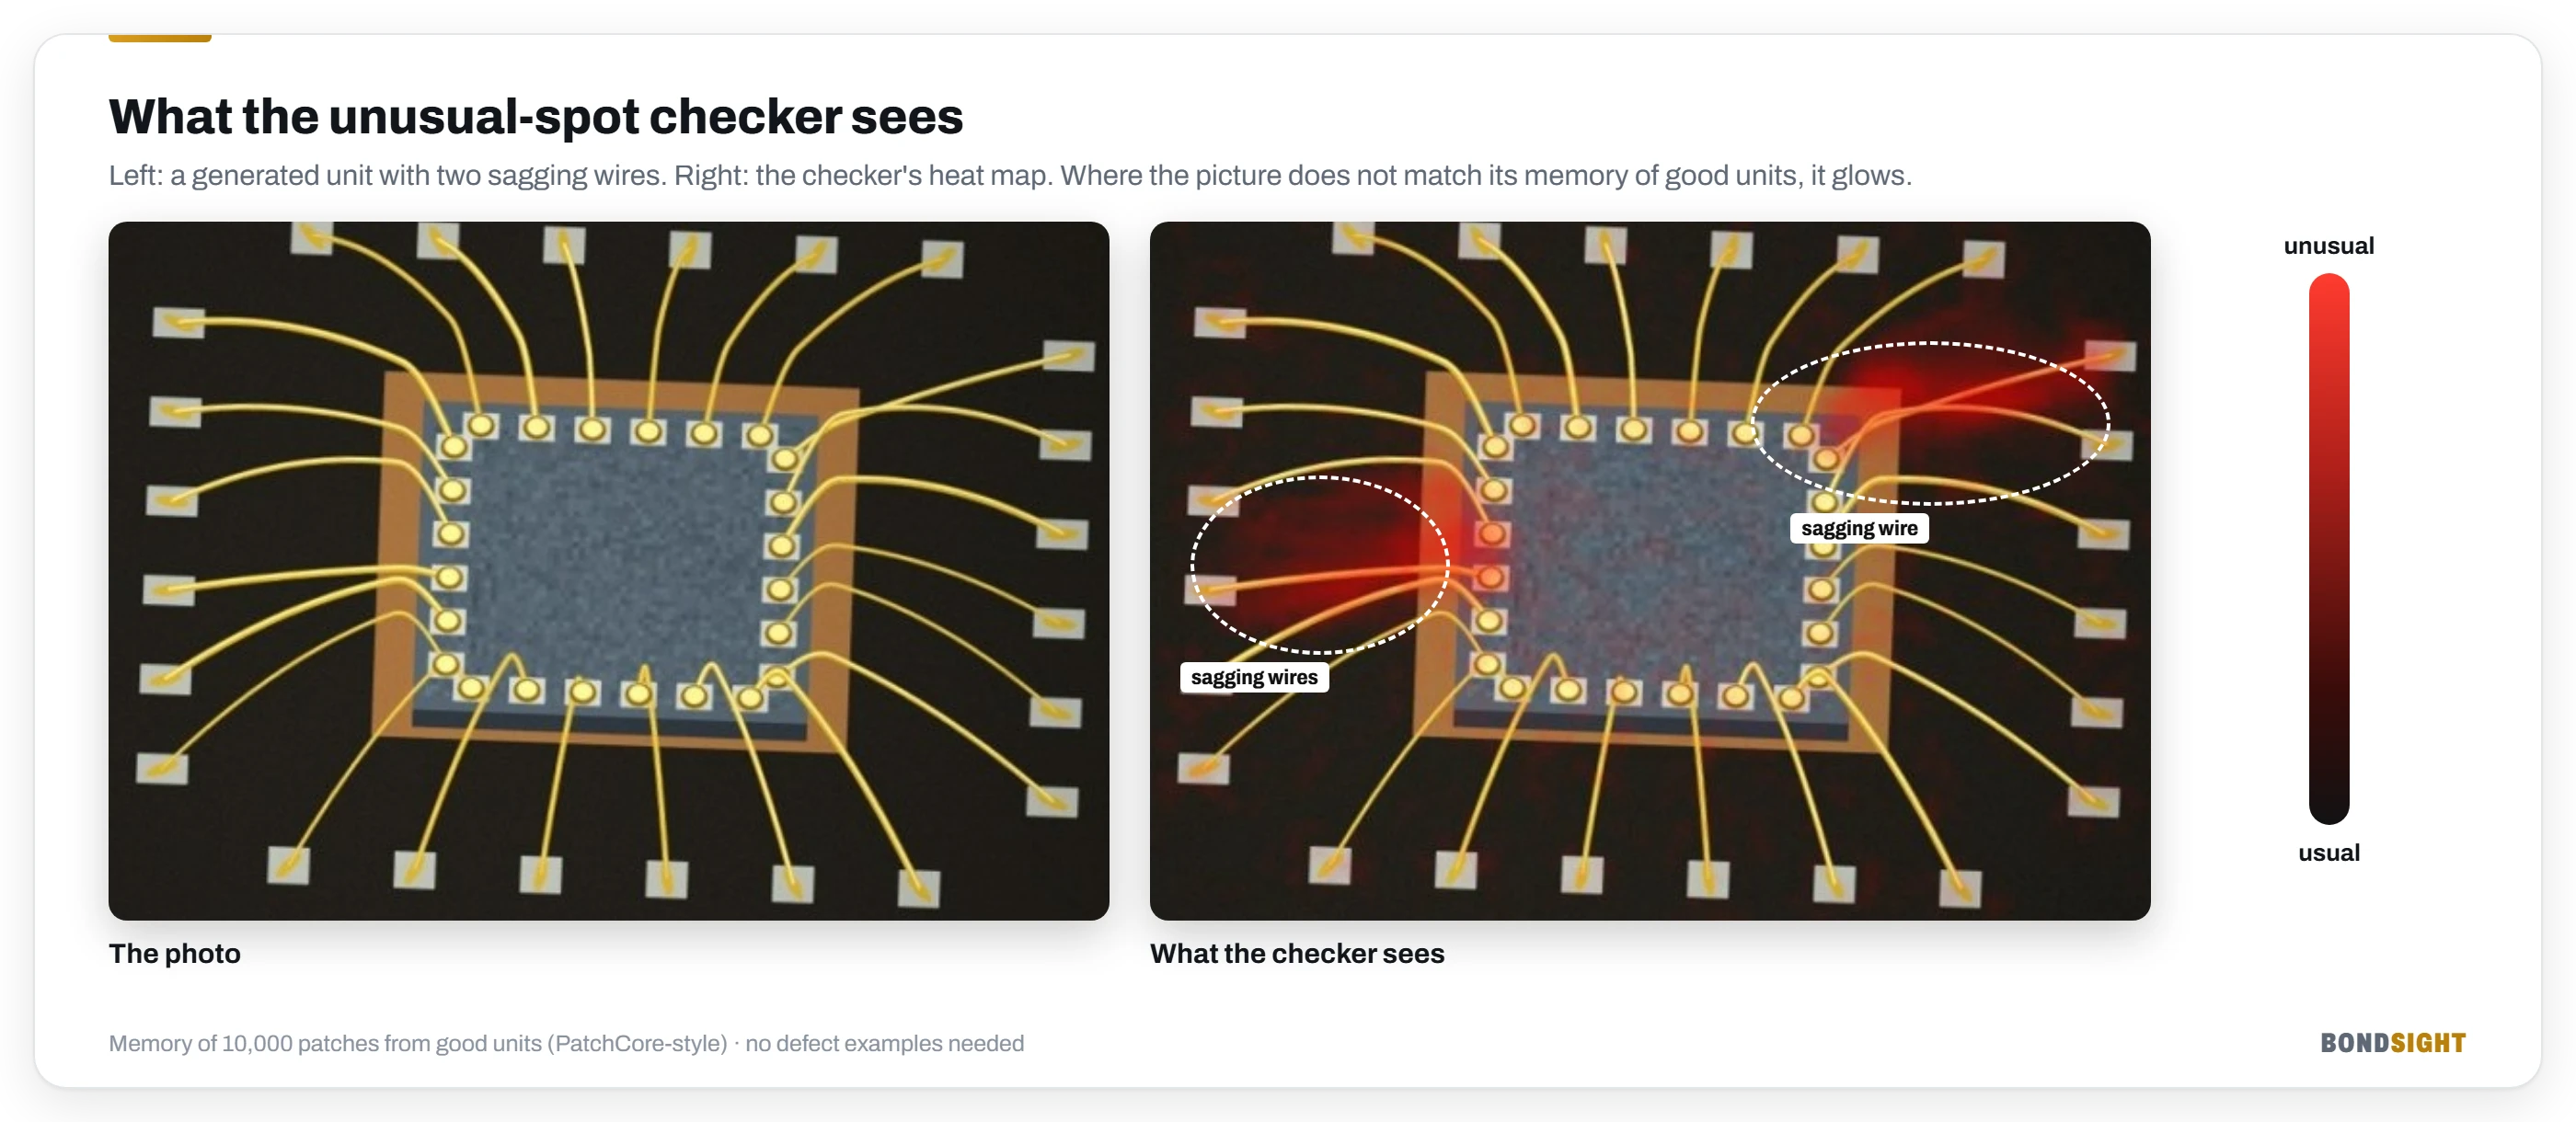 What the unusual-spot checker sees
Left: a generated unit with two sagging wires. Right: the checker's heat map. Where the picture does not match its memory of good units, it glows.
unusual
sagging wire
sagging wires
usual
The photo
What the checker sees
Memory of 10,000 patches from good units (PatchCore-style) · no defect examples needed
BONDSIGHT